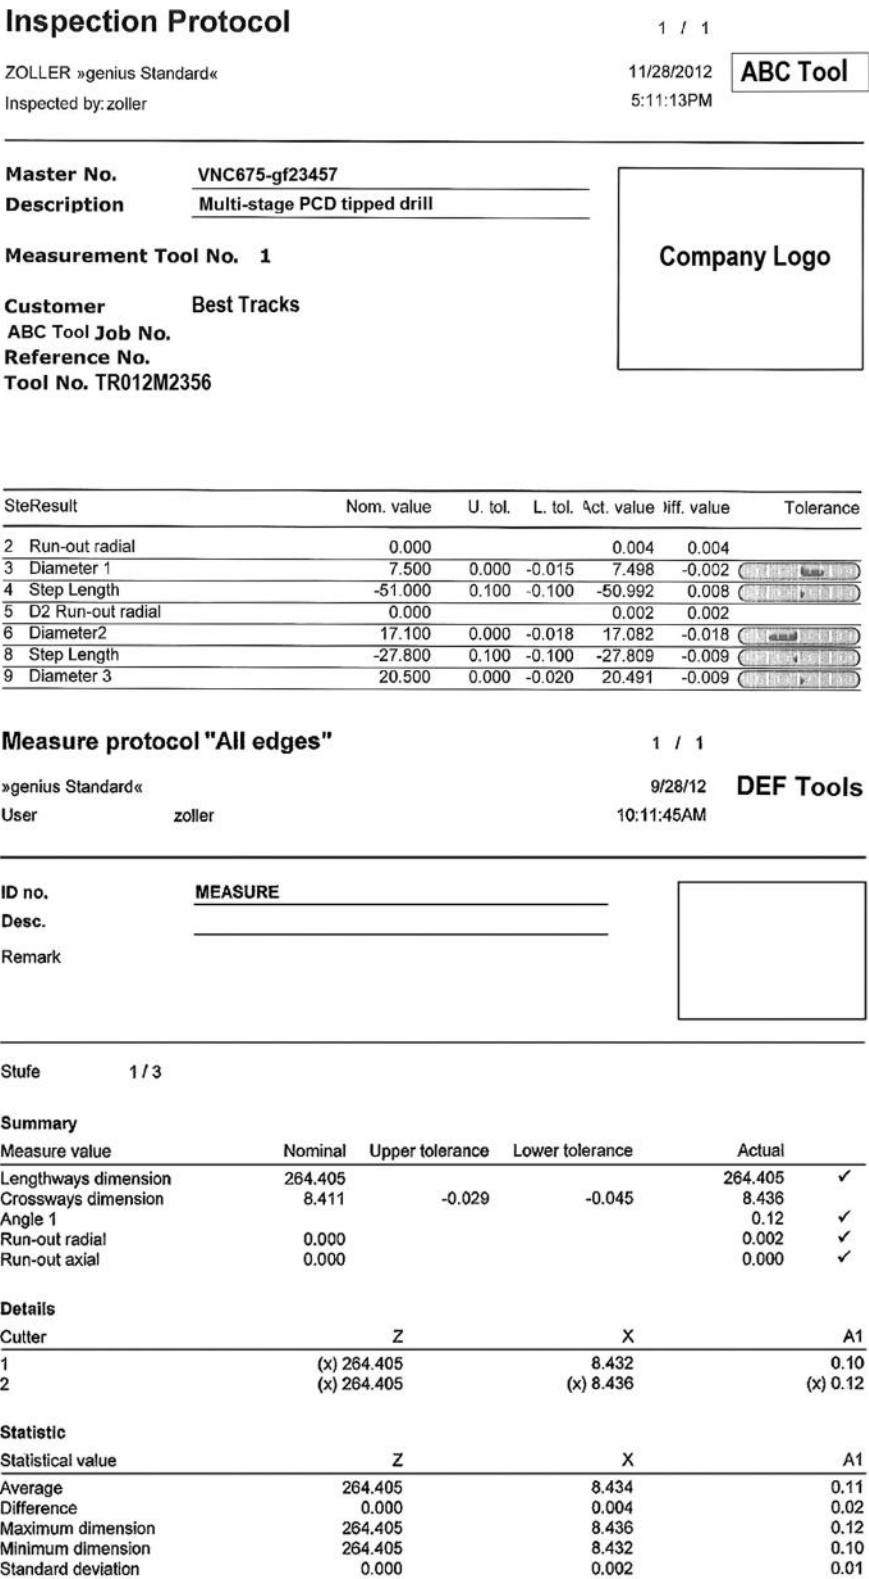 Inspection Protocol
1 / 1
ZOLLER »genius Standard«
11/28/2012
ABC Tool
Inspected by: zoller
5:11:13PM
Master No. VNC675-gf23457
Description Multi-stage PCD tipped drill
Measurement Tool No. 1
Company Logo
Customer Best Tracks
ABC Tool Job No.
Reference No.
Tool No. TR012M2356
SteResult Nom. value U. tol. L. tol. Act. value Diff. value Tolerance
2 Run-out radial 0.000 0.004 0.004
3 Diameter 1 7.500 0.000 -0.015 7.498 -0.002
4 Step Length -51.000 0.100 -0.100 -50.992 0.008
5 D2 Run-out radial 0.000 0.002 0.002
6 Diameter2 17.100 0.000 -0.018 17.082 -0.018
8 Step Length -27.800 0.100 -0.100 -27.809 -0.009
9 Diameter 3 20.500 0.000 -0.020 20.491 -0.009
Measure protocol "All edges"
1 / 1
»genius Standard«
9/28/12
DEF Tools
User zoller
10:11:45AM
ID no. MEASURE
Desc.
Remark
Stufe 1 / 3
Summary
Measure value Nominal Upper tolerance Lower tolerance Actual
Lengthways dimension 264.405 264.405 ✓
Crossways dimension 8.411 -0.029 -0.045 8.436
Angle 1 0.12 ✓
Run-out radial 0.000 0.002 ✓
Run-out axial 0.000 0.000 ✓
Details
Cutter Z X A1
1 (x) 264.405 8.432 0.10
2 (x) 264.405 (x) 8.436 (x) 0.12
Statistic
Statistical value Z X A1
Average 264.405 8.434 0.11
Difference 0.000 0.004 0.02
Maximum dimension 264.405 8.436 0.12
Minimum dimension 264.405 8.432 0.10
Standard deviation 0.000 0.002 0.01